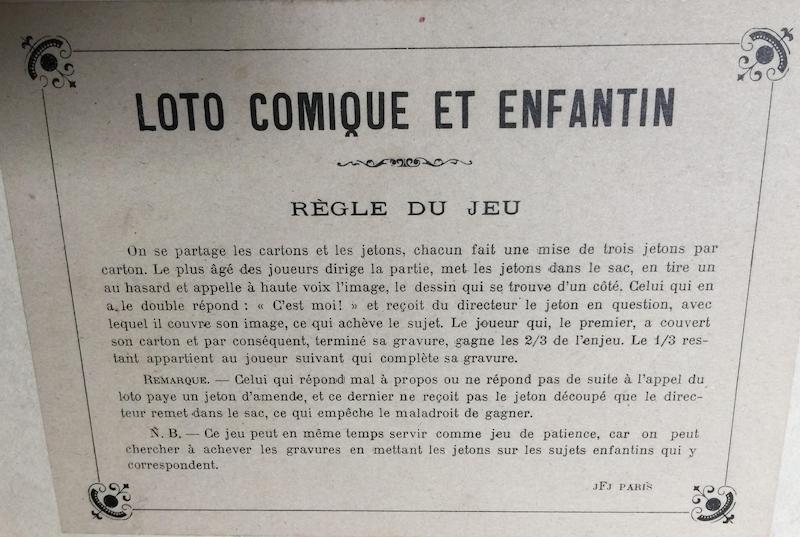 LOTO COMIQUE ET ENFANTIN
RÈGLE DU JEU
On se partage les cartons et les jetons, chacun fait une mise de trois jetons par
carton. Le plus âgé des joueurs dirige la partie, met les jetons dans le sac, en tire un
au hasard et appelle à haute voix l'image, le dessin qui se trouve d'un côté. Celui qui en
a le double répond : « C'est moi! » et reçoit du directeur le jeton en question, avec
lequel il couvre son image, ce qui achève le sujet. Le joueur qui, le premier, a couvert
son carton et par conséquent, terminé sa gravure, gagne les 2/3 de l'enjeu. Le 1/3 res-
tant appartient au joueur suivant qui complète sa gravure.
REMARQUE. — Celui qui répond mal à propos ou ne répond pas de suite à l'appel du
loto paye un jeton d'amende, et ce dernier ne reçoit pas le jeton découpé que le direc-
teur remet dans le sac, ce qui empêche le maladroit de gagner.
N. B. — Ce jeu peut en même temps servir comme jeu de patience, car on peut
chercher à achever les gravures en mettant les jetons sur les sujets enfantins qui y
correspondent.
JFJ PARIS